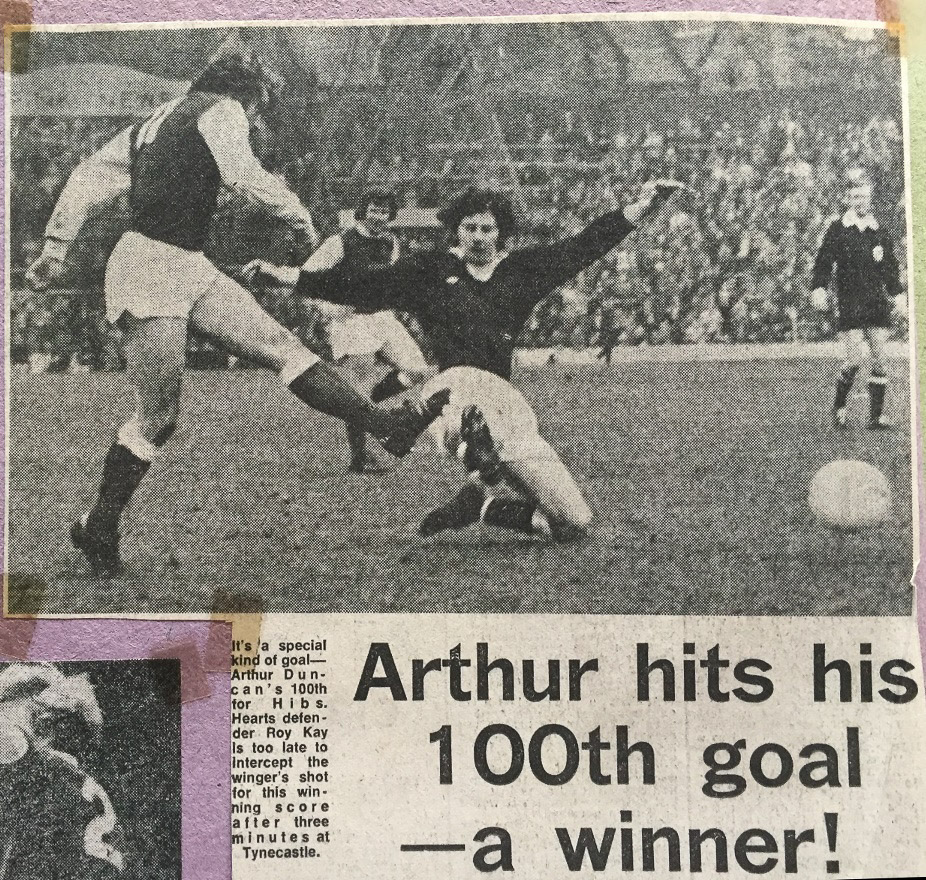 It's a special
kind of goal—
Arthur Dun-
can's 100th
for Hibs.
Hearts defen-
der Roy Kay
is too late to
intercept the
winger's shot
for this win-
ning score
after three
minutes at
Tynecastle.
Arthur hits his
100th goal
—a winner!